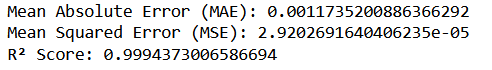 Mean Absolute Error (MAE): 0.0011735200886366292
Mean Squared Error (MSE): 2.9202691640406235e-05
R² Score: 0.9994373006586694